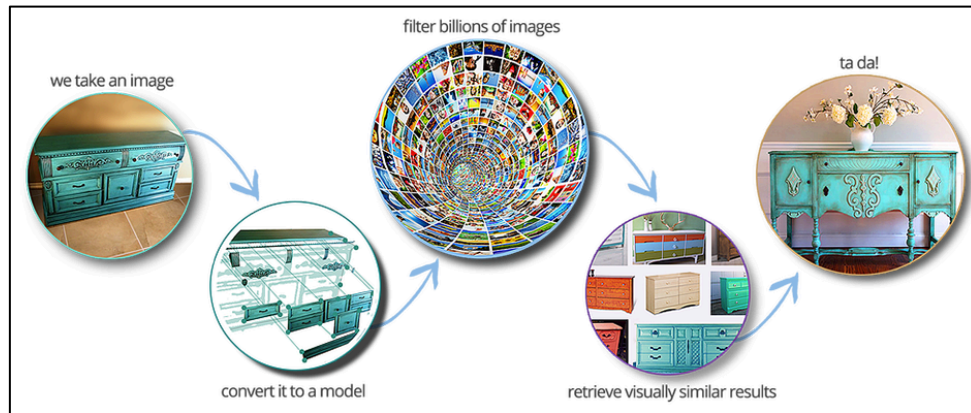 we take an image
convert it to a model
filter billions of images
retrieve visually similar results
ta da!